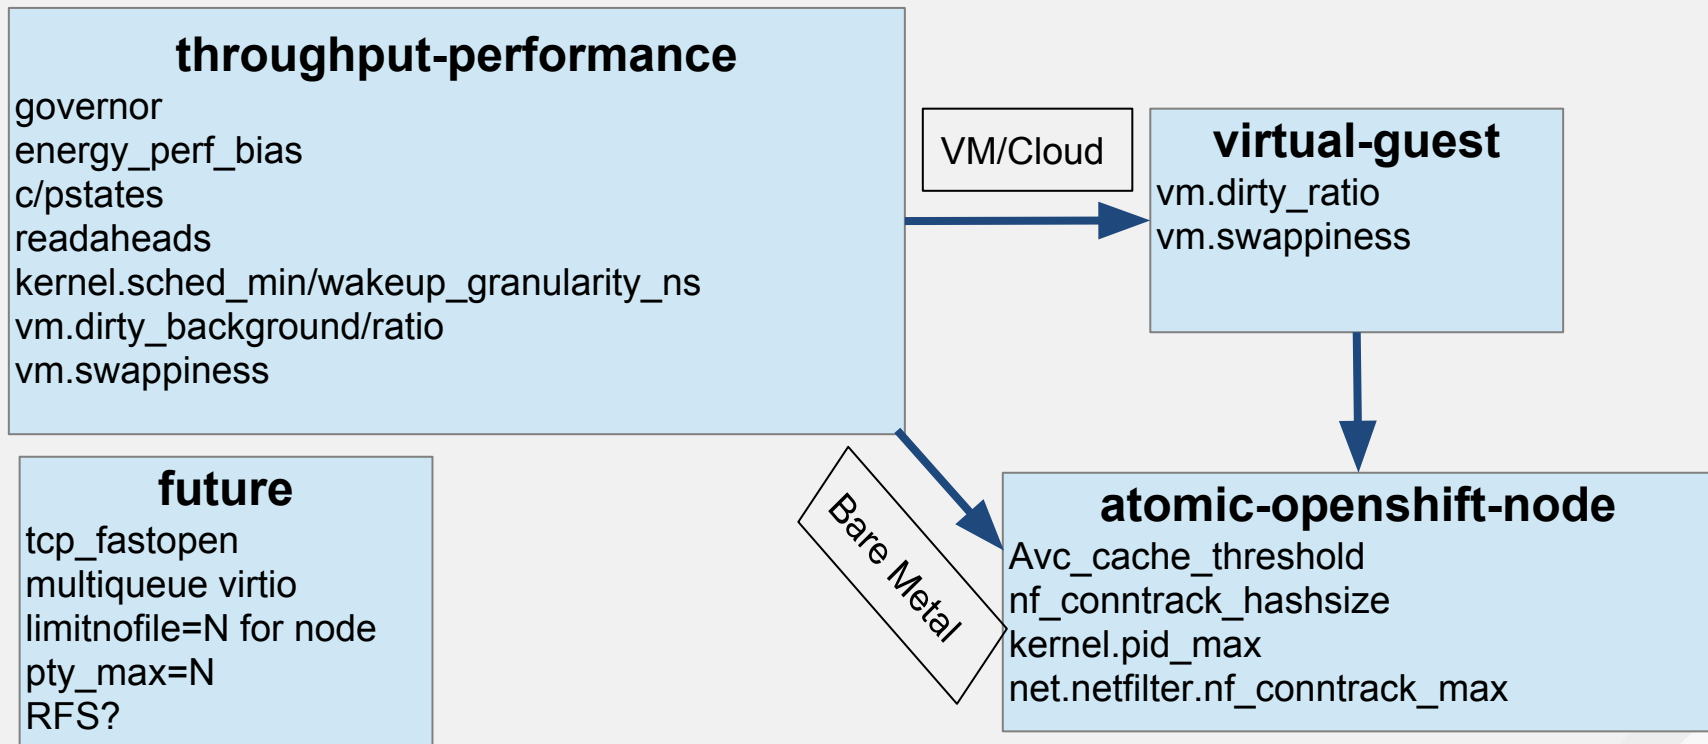 throughput-performance
governor
energy_perf_bias
c/pstates
readaheads
kernel.sched_min/wakeup_granularity_ns
vm.dirty_background/ratio
vm.swappiness
VM/Cloud
virtual-guest
vm.dirty_ratio
vm.swappiness
future
tcp_fastopen
multiqueue virtio
limitnofile=N for node
pty_max=N
RFS?
Bare Metal
atomic-openshift-node
Avc_cache_threshold
nf_conntrack_hashsize
kernel.pid_max
net.netfilter.nf_conntrack_max